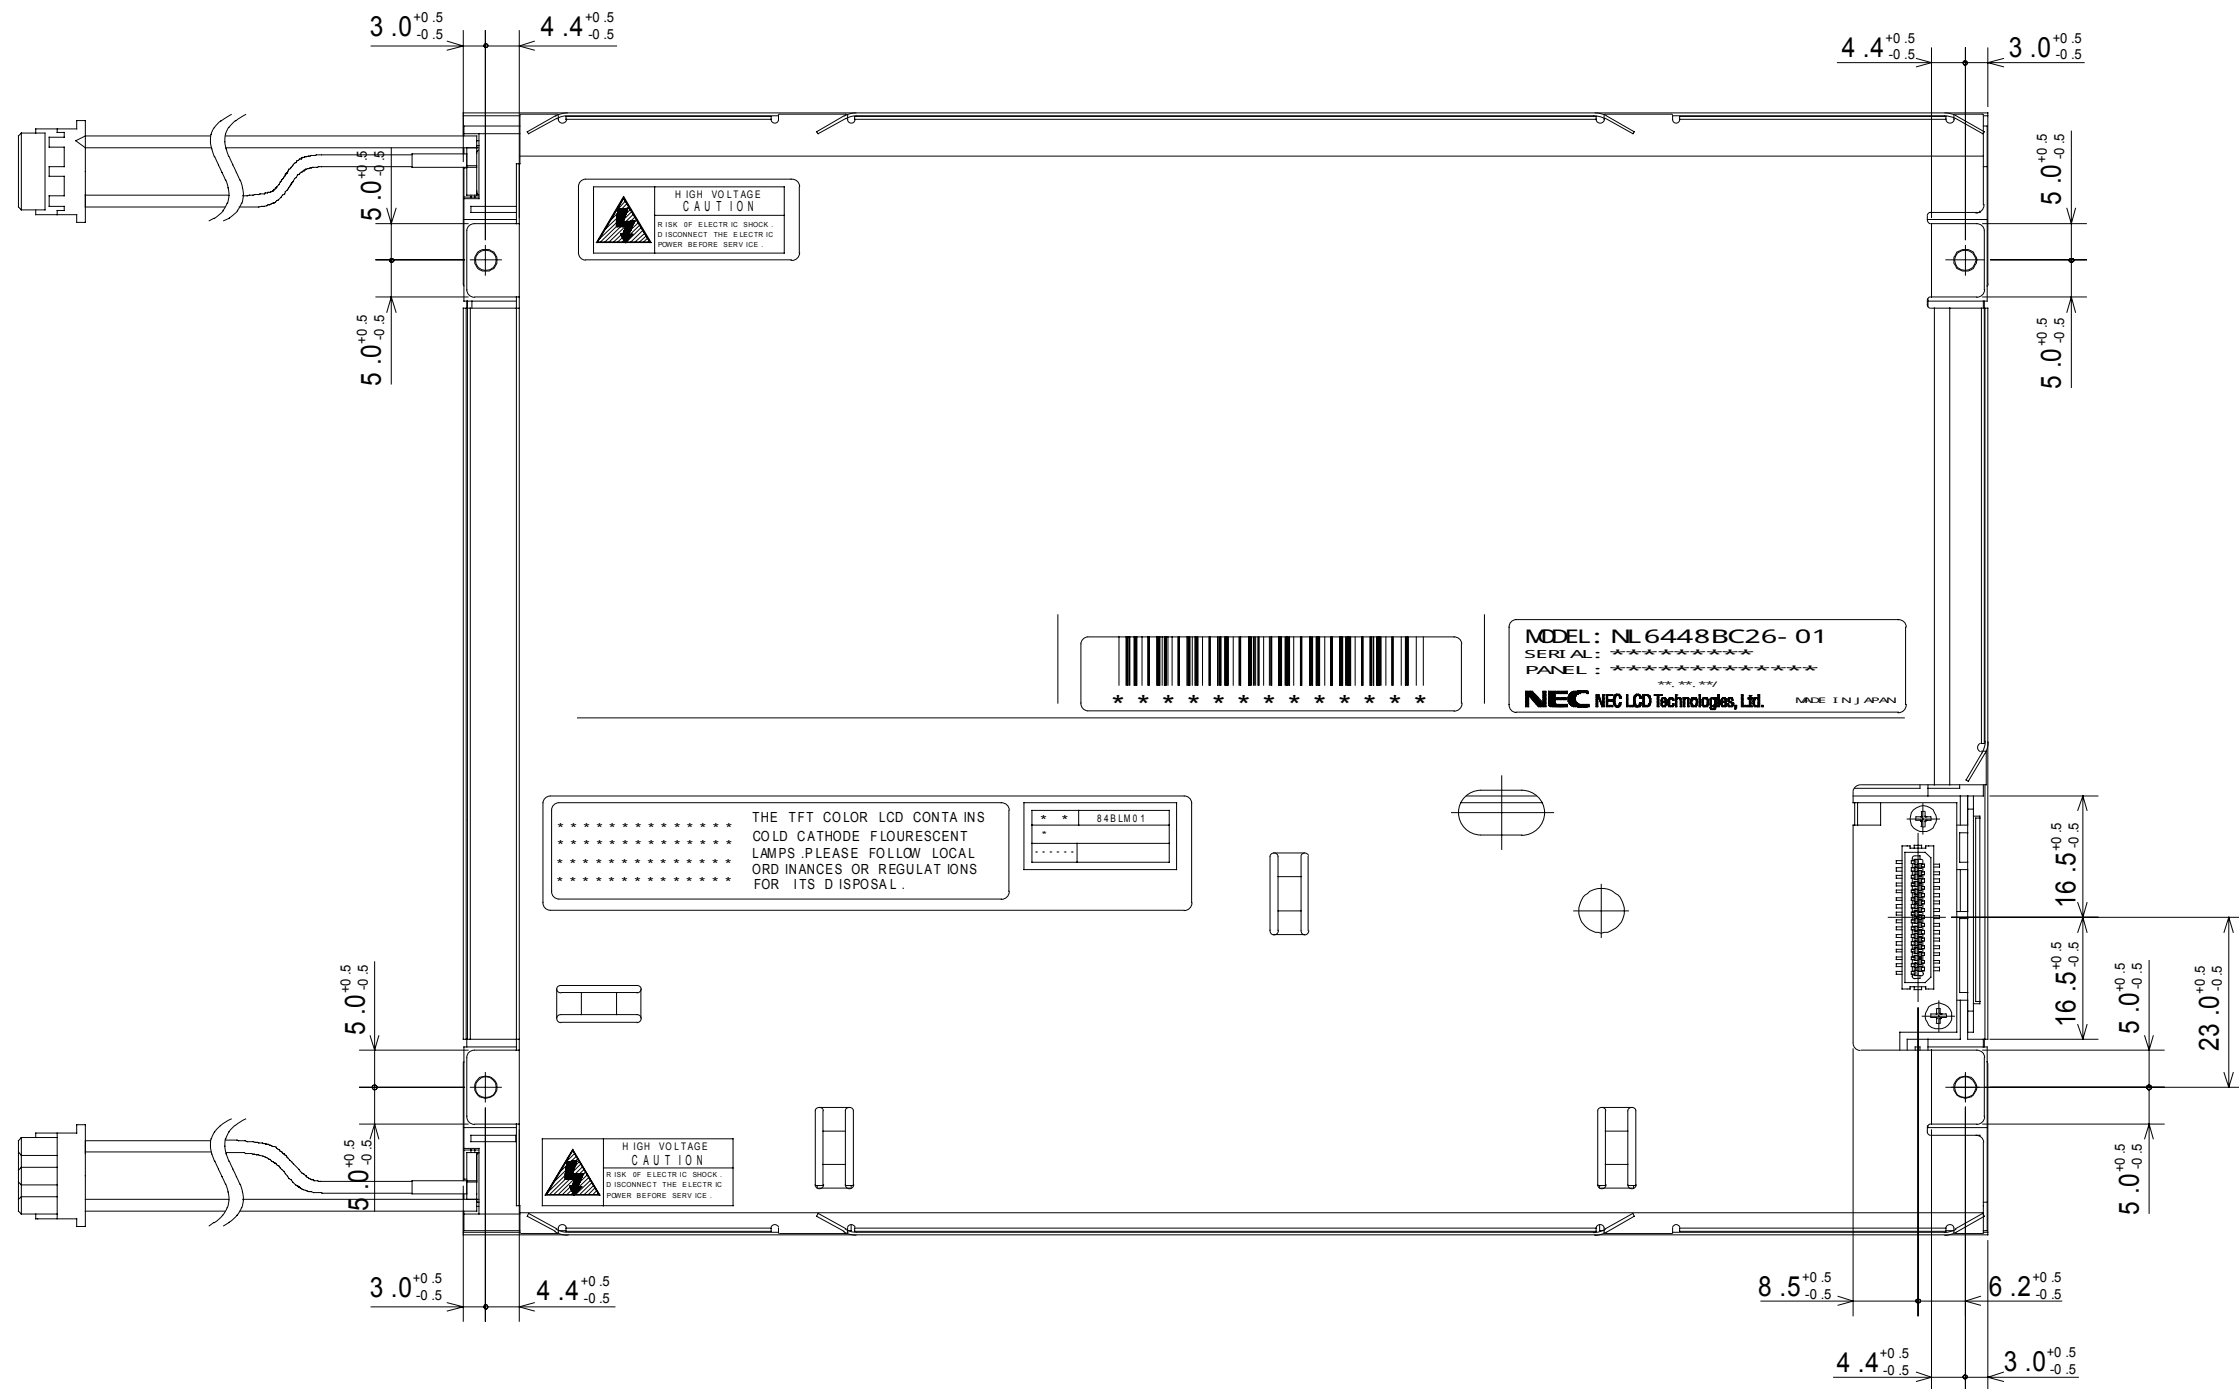 3.0 +0.5 -0.5
4.4 +0.5 -0.5
4.4 +0.5 -0.5
3.0 +0.5 -0.5
5.0 +0.5 -0.5
5.0 +0.5 -0.5
HIGH VOLTAGE
CAUTION
RISK OF ELECTRIC SHOCK.
DISCONNECT THE ELECTRIC
POWER BEFORE SERVICE.
5.0 +0.5 -0.5
5.0 +0.5 -0.5
* * * * * * * * * * * * *
MODEL: NL6448BC26-01
SERIAL: *********
PANEL: *************
**.**.**/
NEC NEC LCD Technologies, Ltd. MADE IN JAPAN
* * * * * * * * * * * * *
* * * * * * * * * * * * *
* * * * * * * * * * * * *
* * * * * * * * * * * * *
THE TFT COLOR LCD CONTAINS
COLD CATHODE FLOURESCENT
LAMPS.PLEASE FOLLOW LOCAL
ORDINANCES OR REGULATIONS
FOR ITS DISPOSAL.
* * 84BLM01
*
------
16.5 +0.5 -0.5
16.5 +0.5 -0.5
5.0 +0.5 -0.5
23.0 +0.5 -0.5
5.0 +0.5 -0.5
5.0 +0.5 -0.5
HIGH VOLTAGE
CAUTION
RISK OF ELECTRIC SHOCK.
DISCONNECT THE ELECTRIC
POWER BEFORE SERVICE.
5.0 +0.5 -0.5
3.0 +0.5 -0.5
4.4 +0.5 -0.5
8.5 +0.5 -0.5
6.2 +0.5 -0.5
4.4 +0.5 -0.5
3.0 +0.5 -0.5